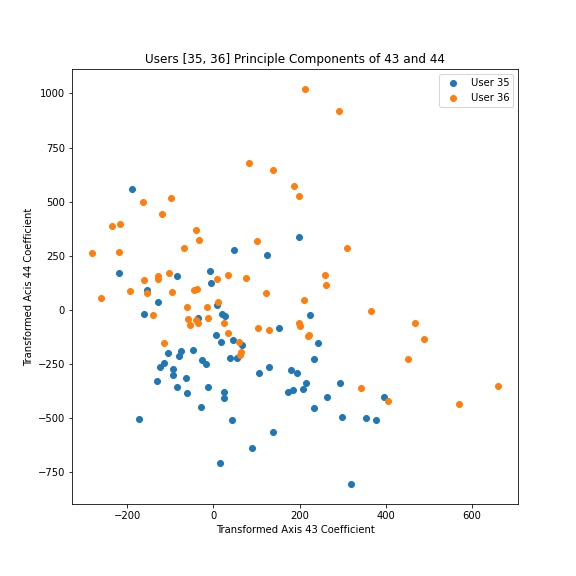 Users [35, 36] Principle Components of 43 and 44
User 35
User 36
1000
750
500
250
0
−250
−500
−750
Transformed Acis 44 Coefficient
−200
0
200
400
600
Transformed Axis 43 Coefficient